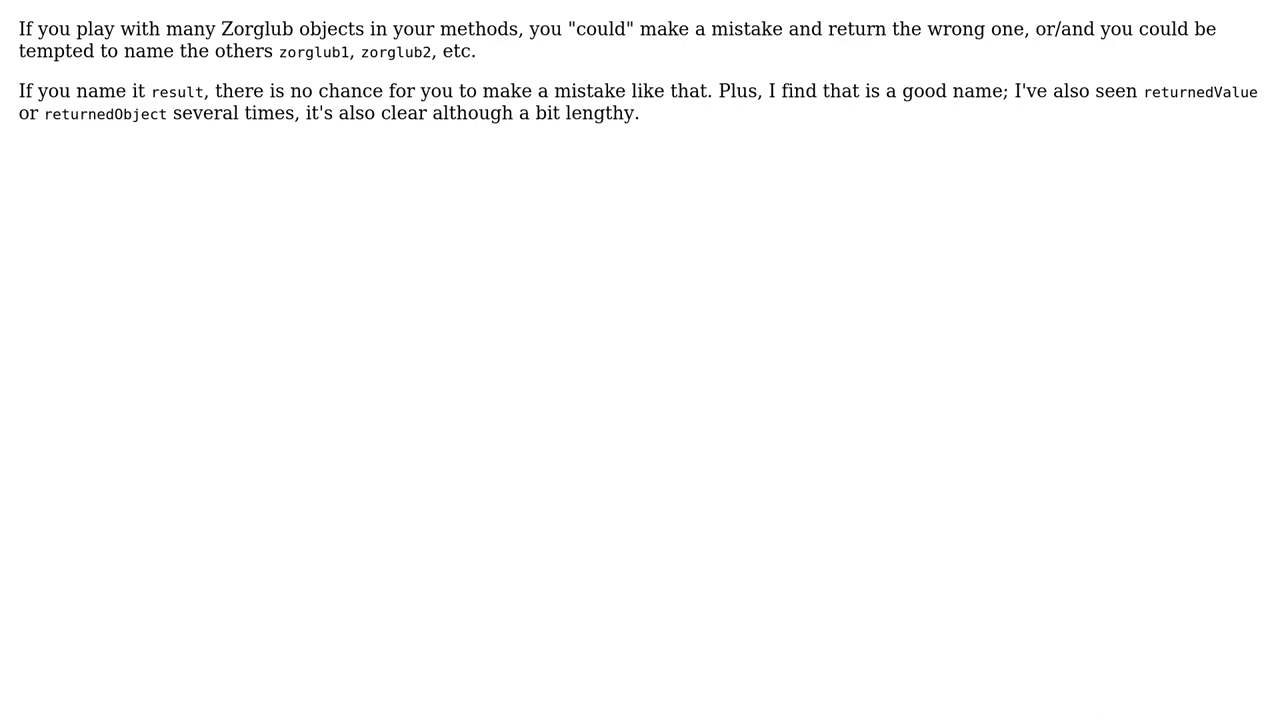 If you play with many Zorglub objects in your methods, you "could" make a mistake and return the wrong one, or/and you could be
tempted to name the others zorglub1, zorglub2, etc.
If you name it result, there is no chance for you to make a mistake like that. Plus, I find that is a good name; I've also seen returnedValue
or returnedObject several times, it's also clear although a bit lengthy.